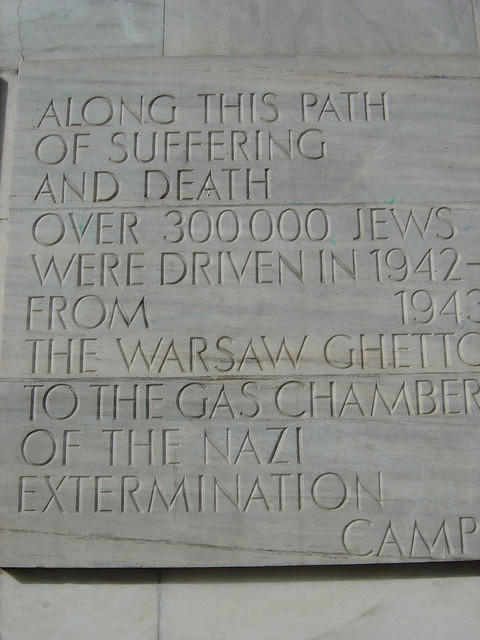 ALONG THIS PATH
OF SUFFERING
AND DEATH
OVER 300 000 JEWS
WERE DRIVEN IN 1942-
FROM 1943
THE WARSAW GHETTO
TO THE GAS CHAMBER
OF THE NAZI
EXTERMINATION
CAMP